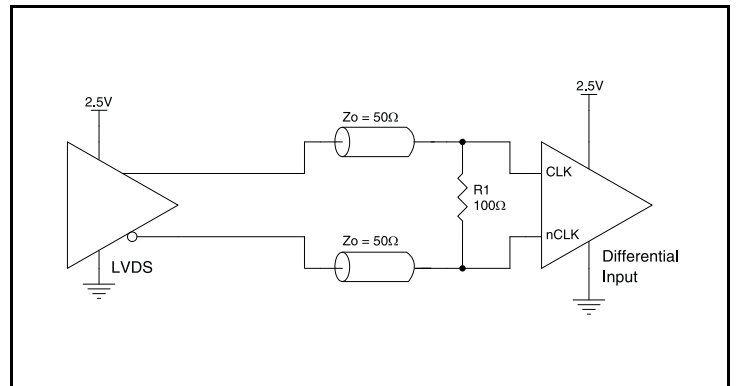 2.5V
2.5V
Zo = 50Ω
CLK
R1
100Ω
nCLK
Zo = 50Ω
LVDS
Differential
Input